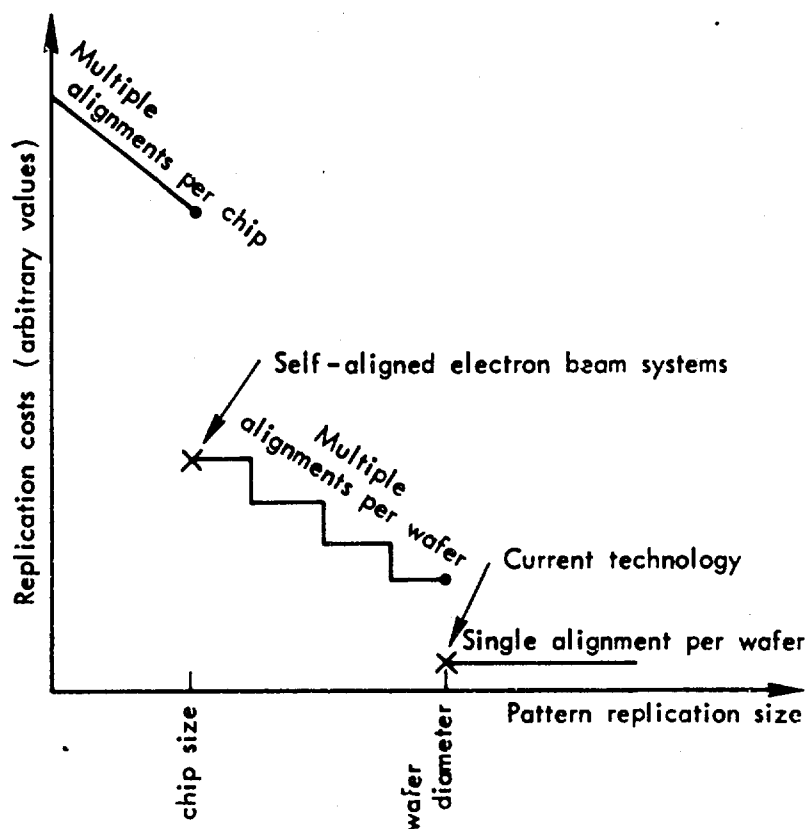 Multiple
alignments per chip
Replication costs (arbitrary values)
Self-aligned electron beam systems
Multiple
alignments per wafer
Current technology
Single alignment per wafer
Pattern replication size
chip size
wafer
diameter